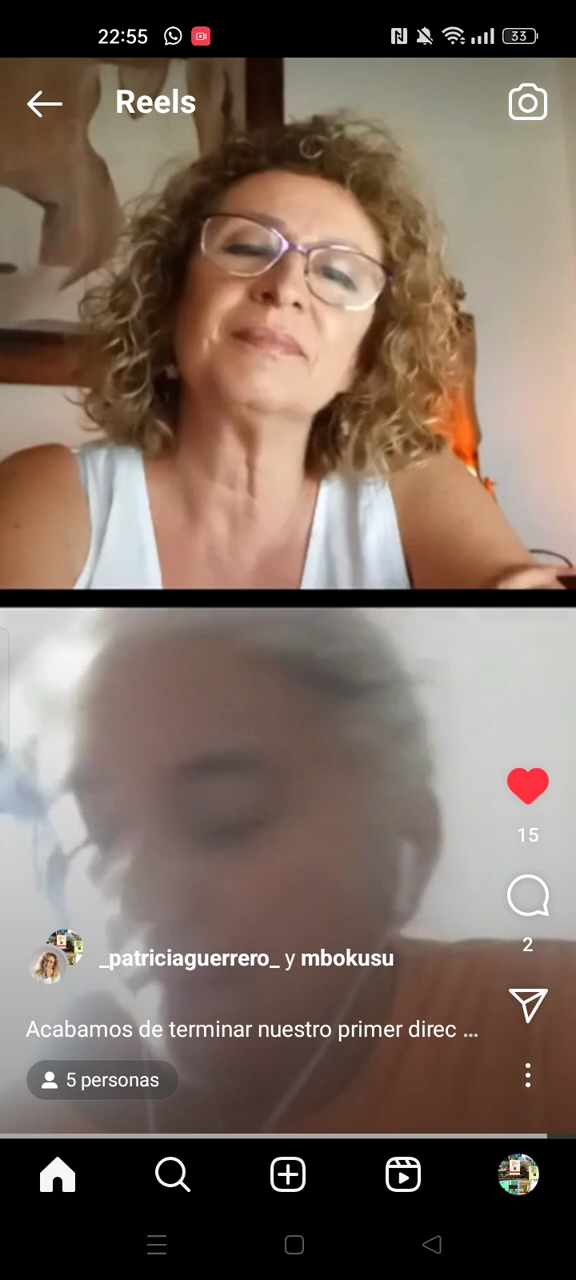 22:55
33
Reels
15
2
_patriciaguerrero_ y mbokusu
Acabamos de terminar nuestro primer direc ...
5 personas